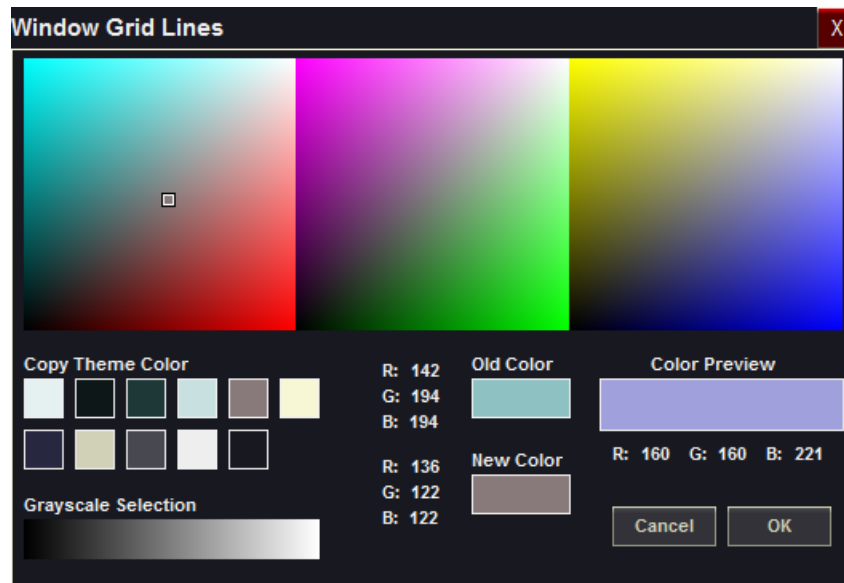 Window Grid Lines
X
Copy Theme Color
R: 142
G: 194
B: 194
R: 136
G: 122
B: 122
Old Color
New Color
Color Preview
R: 160 G: 160 B: 221
Grayscale Selection
Cancel
OK